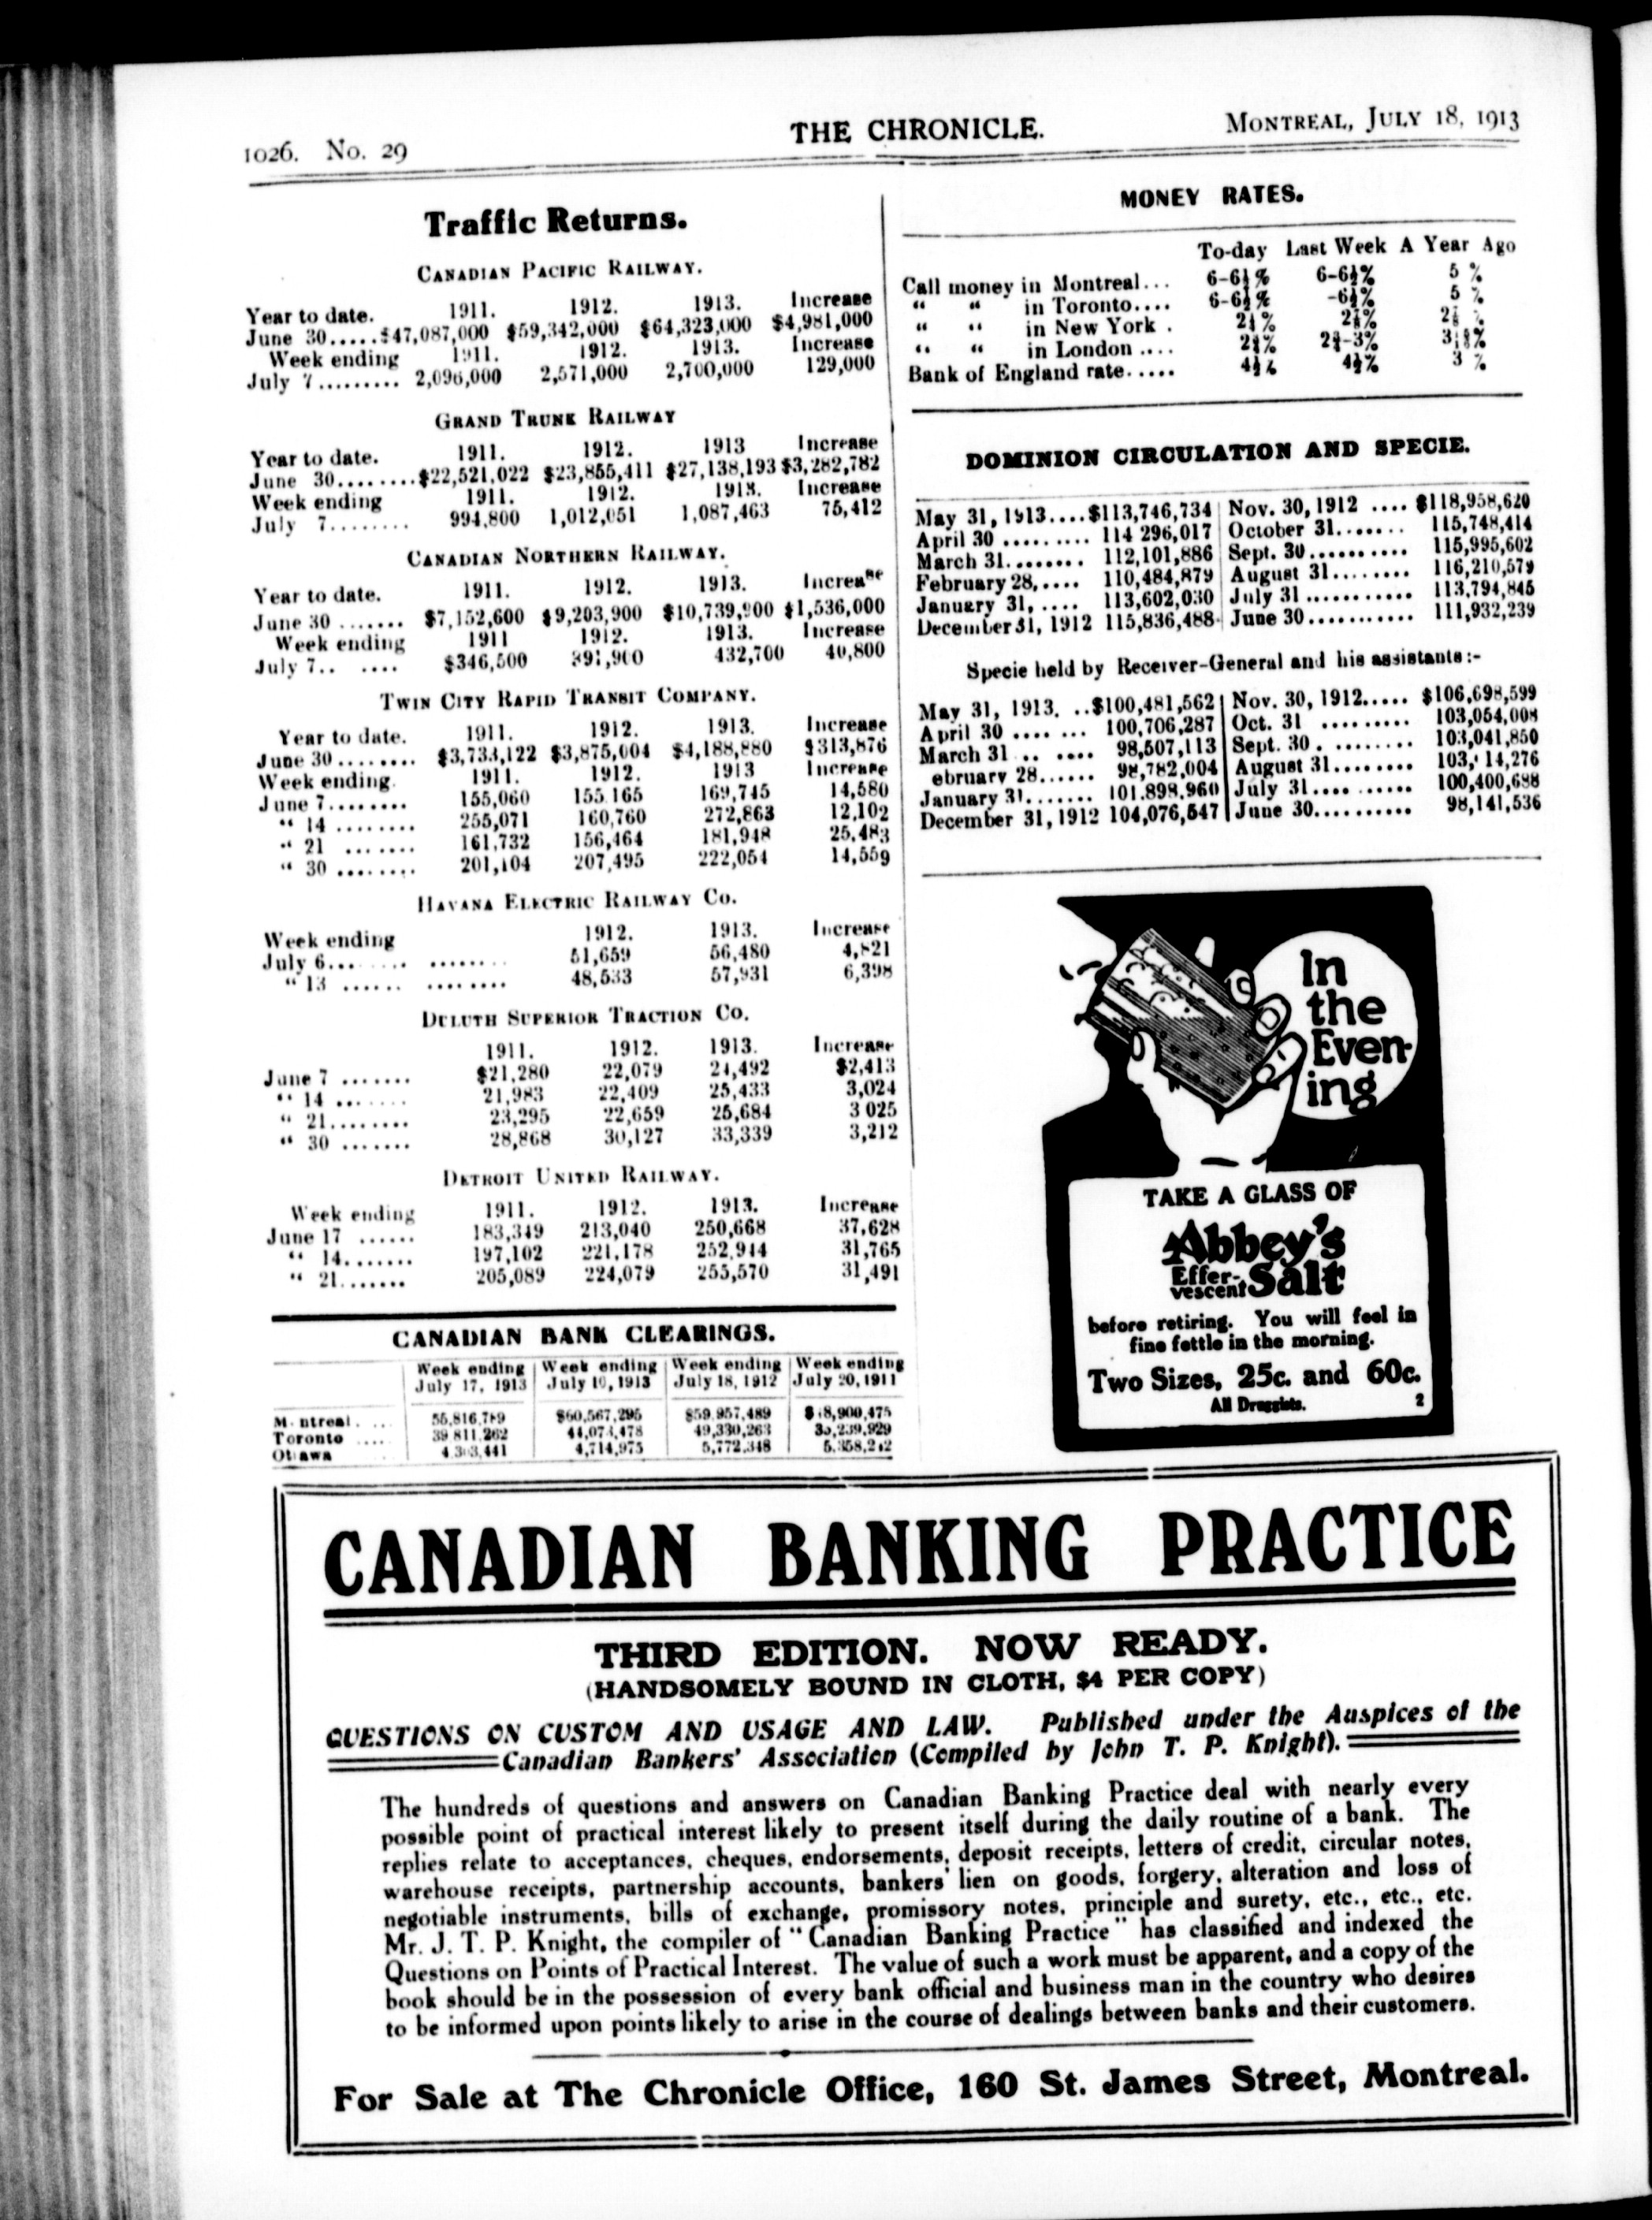 1026. No. 29
THE CHRONICLE.
MONTREAL, JULY 18, 1913
Traffic Returns.
CANADIAN PACIFIC RAILWAY.
Year to date. 1911. 1912. 1913. Increase
June 30.....$47,087,000 $59,342,000 $64,323,000 $4,981,000
Week ending 1911. 1912. 1913. Increase
July 7......... 2,096,000 2,571,000 2,700,000 129,000
GRAND TRUNK RAILWAY
Year to date. 1911. 1912. 1913 Increase
June 30........$22,521,022 $23,855,411 $27,138,193 $3,282,782
Week ending 1911. 1912. 1913. Increase
July 7........ 994,800 1,012,051 1,087,463 75,412
CANADIAN NORTHERN RAILWAY.
Year to date. 1911. 1912. 1913. Increase
June 30 ....... $7,152,600 $9,203,900 $10,739,900 $1,536,000
Week ending 1911 1912. 1913. Increase
July 7.. .... $346,500 391,900 432,700 40,800
TWIN CITY RAPID TRANSIT COMPANY.
Year to date. 1911. 1912. 1913. Increase
June 30 ........ $3,733,122 $3,875,004 $4,188,880 $313,876
Week ending. 1911. 1912. 1913 Increase
June 7........ 155,060 155 165 169,745 14,580
" 14 ........ 255,071 160,760 272,863 12,102
" 21 ....... 161,732 156,464 181,948 25,483
" 30 ........ 201,104 207,495 222,054 14,559
HAVANA ELECTRIC RAILWAY CO.
Week ending 1912. 1913. Increase
July 6... ........ 51,659 56,480 4,821
" 13 ...... ........ 48,533 57,931 6,398
DULUTH SUPERIOR TRACTION CO.
1911. 1912. 1913. Increase
June 7 ....... $21,280 22,079 24,492 $2,413
" 14 ....... 21,983 22,409 25,433 3,024
" 21........ 23,295 22,659 25,684 3 025
" 30 ....... 28,868 30,127 33,339 3,212
DETROIT UNITED RAILWAY.
Week ending 1911. 1912. 1913. Increase
June 17 ...... 183,349 213,040 250,668 37,628
" 14....... 197,102 221,178 252,944 31,765
" 21....... 205,089 224,079 255,570 31,491
CANADIAN BANK CLEARINGS.
Week ending Week ending Week ending Week ending
July 17, 1913 July 10, 1913 July 18, 1912 July 20, 1911
Montreal. ... 55,816,789 $60,567,295 $59,957,489 900,475
Toronto ..... 39 811,262 44,073,478 49,330,263
Ottawa 4,714,975 5,772,348
MONEY RATES.
To-day Last Week A Year Ago
Call money in Montreal... 6-6½% 6-6½% 5 %
" " in Toronto.... 6-6½% -6½% 5 %
" " in New York .
" " in London ....
Bank of England rate..... 4½% 4½% 3 %
DOMINION CIRCULATION AND SPECIE.
May 31, 1913....$113,746,734 Nov. 30, 1912 .... $118,958,620
April 30 ......... 114 296,017 October 31....... 115,748,414
March 31........ 112,101,886 Sept. 30.......... 115,995,602
February 28,.... 110,484,879 August 31........ 116,210,579
January 31, .... 113,602,030 July 31 ........... 113,794,845
December 31, 1912 115,836,488 June 30........... 111,932,239
Specie held by Receiver-General and his assistants:-
May 31, 1913. ..$100,481,562 Nov. 30, 1912..... $106,698,599
April 30 .... ... 100,706,287 Oct. 31 ......... 103,054,008
March 31 .. .... 98,507,113 Sept. 30 . ........ 103,041,850
ebruary 28...... 98,782,004 August 31........ 14,276
January 31....... 101.898,960 July 31.... ...... 100,400,688
December 31, 1912 104,076,547 June 30.......... 98,141,536
In
the
Even-
ing
TAKE A GLASS OF
Abbey's
Effer-
vescent Salt
before retiring. You will feel in
fine fettle in the morning.
Two Sizes, 25c. and 60c.
All Druggists. 2
CANADIAN BANKING PRACTICE
THIRD EDITION. NOW READY.
(HANDSOMELY BOUND IN CLOTH, $4 PER COPY)
QUESTIONS ON CUSTOM AND USAGE AND LAW. Published under the Auspices of the
Canadian Bankers' Association (Compiled by John T. P. Knight).
The hundreds of questions and answers on Canadian Banking Practice deal with nearly every
possible point of practical interest likely to present itself during the daily routine of a bank. The
replies relate to acceptances, cheques, endorsements, deposit receipts, letters of credit, circular notes,
warehouse receipts, partnership accounts, bankers' lien on goods, forgery, alteration and loss of
negotiable instruments, bills of exchange, promissory notes, principle and surety, etc., etc., etc.
Mr. J. T. P. Knight, the compiler of "Canadian Banking Practice" has classified and indexed the
Questions on Points of Practical Interest. The value of such a work must be apparent, and a copy of the
book should be in the possession of every bank official and business man in the country who desires
to be informed upon points likely to arise in the course of dealings between banks and their customers.
For Sale at The Chronicle Office, 160 St. James Street, Montreal.